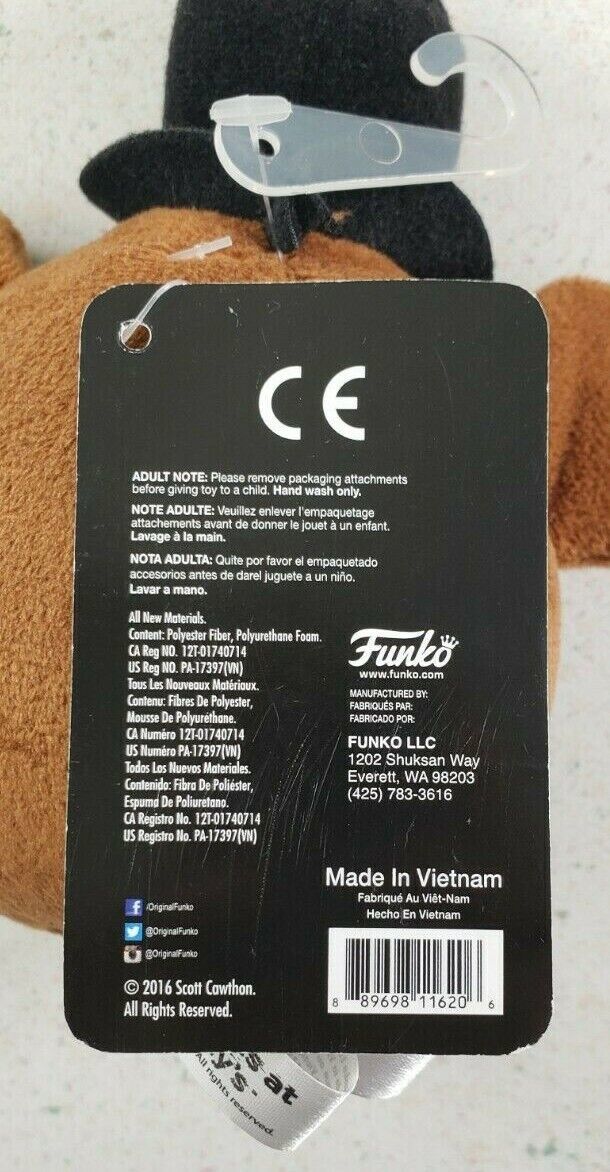 CE
ADULT NOTE: Please remove packaging attachments
before giving toy to a child. Hand wash only.
NOTE ADULTE: Veuillez enlever l'empaquetage
attachements avant de donner le jouet à un enfant.
Lavage à la main.
NOTA ADULTA: Quite por favor el empaquetado
accesorios antes de darel juguete a un niño.
Lavar a mano.
All New Materials.
Content: Polyester Fiber, Polyurethane Foam.
CA Reg NO. 12T-01740714
US Reg NO. PA-17397(VN)
Tous Les Nouveaux Matériaux.
Contenu: Fibres De Polyester,
Mousse De Polyuréthane.
CA Numéro 12T-01740714
US Numéro PA-17397(VN)
Todos Los Nuevos Materiales.
Contenido: Fibra De Poliéster,
Espuma De Poliuretano.
CA Registro No. 12T-01740714
US Registro No. PA-17397(VN)
Funko
www.funko.com
MANUFACTURED BY:
FABRIQUÉS PAR:
FABRICADO POR:
FUNKO LLC
1202 Shuksan Way
Everett, WA 98203
(425) 783-3616
Made In Vietnam
Fabriqué Au Viêt-Nam
Hecho En Vietnam
8 89698 11620 6
/OriginalFunko
@OriginalFunko
@OriginalFunko
© 2016 Scott Cawthon.
All Rights Reserved.
at
y's.
All rights reserved.